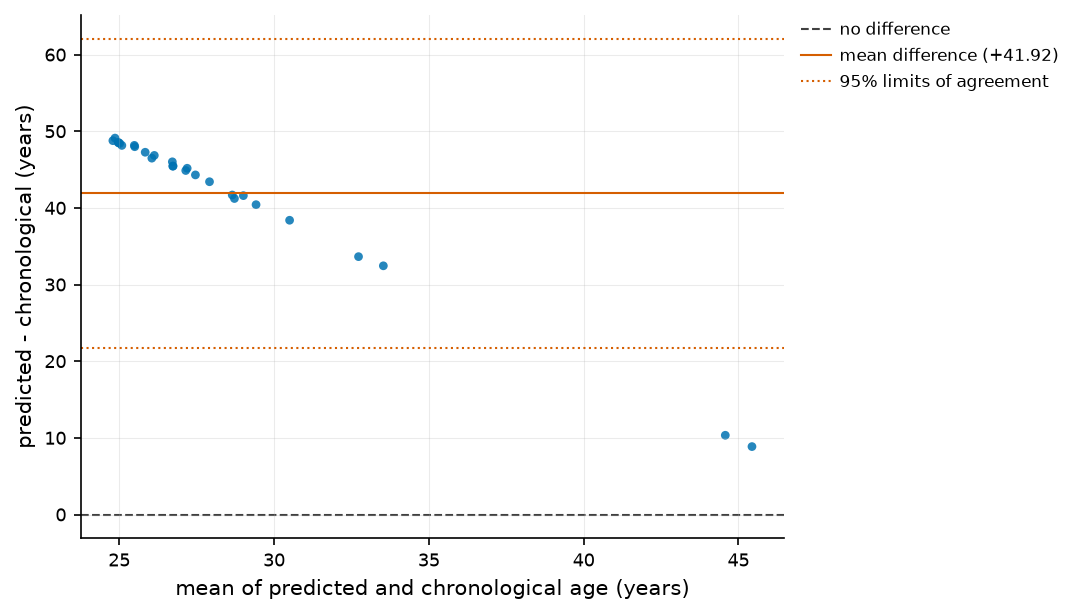 no difference
mean difference (+41.92)
95% limits of agreement
predicted - chronological (years)
60
50
40
30
20
10
0
25 30 35 40 45
mean of predicted and chronological age (years)